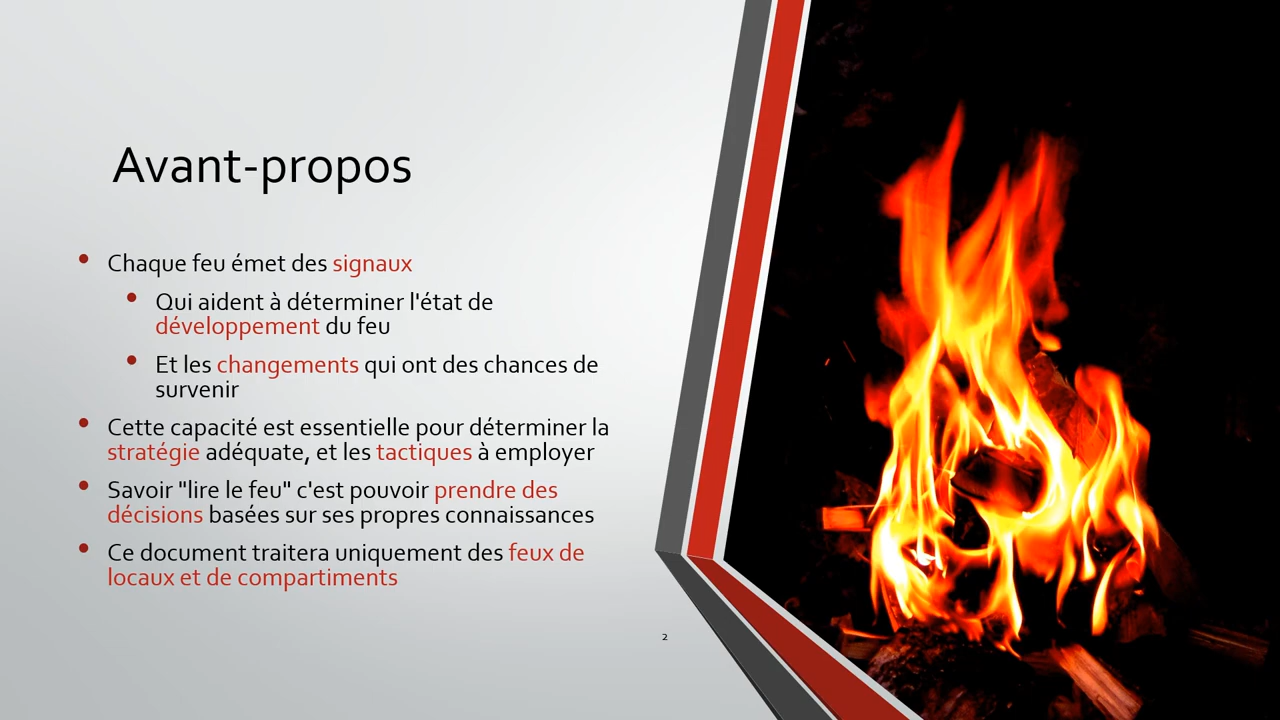 Avant-propos
• Chaque feu émet des signaux
• Qui aident à déterminer l'état de
développement du feu
• Et les changements qui ont des chances de
survenir
• Cette capacité est essentielle pour déterminer la
stratégie adéquate, et les tactiques à employer
• Savoir "lire le feu" c'est pouvoir prendre des
décisions basées sur ses propres connaissances
• Ce document traitera uniquement des feux de
locaux et de compartiments
2